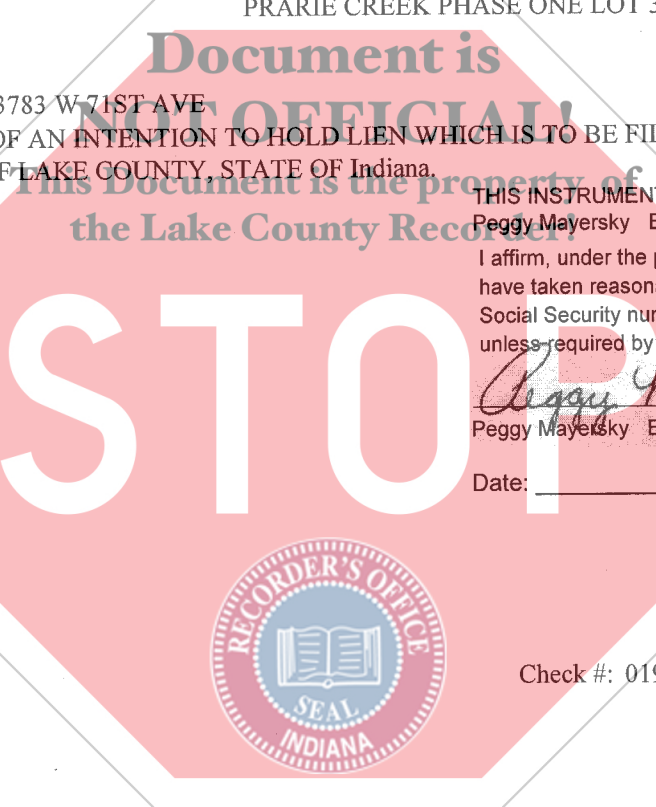 PRARIE CREEK PHASE ONE LOT 3
Document is
3783 W 71ST AVE
NOT OFFICIAL!
OF AN INTENTION TO HOLD LIEN WHICH IS TO BE FIL
F LAKE COUNTY, STATE OF Indiana.
This Document is the property of
THIS INSTRUMENT
the Lake County Recorder!
Peggy Mayersky E
I affirm, under the p
have taken reason
Social Security nu
unless required by
STOP
Peggy M
Peggy Mayersky E
Date:
RECORDER'S OFFICE
SEAL
INDIANA
Check #: 019